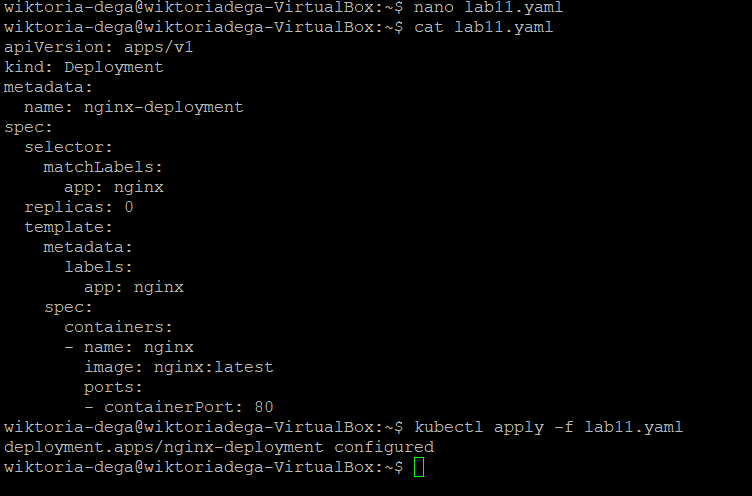 wiktoria-dega@wiktoriadega-VirtualBox:~$ nano lab11.yaml
wiktoria-dega@wiktoriadega-VirtualBox:~$ cat lab11.yaml
apiVersion: apps/v1
kind: Deployment
metadata:
  name: nginx-deployment
spec:
  selector:
    matchLabels:
      app: nginx
  replicas: 0
  template:
    metadata:
      labels:
        app: nginx
    spec:
      containers:
      - name: nginx
        image: nginx:latest
        ports:
        - containerPort: 80
wiktoria-dega@wiktoriadega-VirtualBox:~$ kubectl apply -f lab11.yaml
deployment.apps/nginx-deployment configured
wiktoria-dega@wiktoriadega-VirtualBox:~$